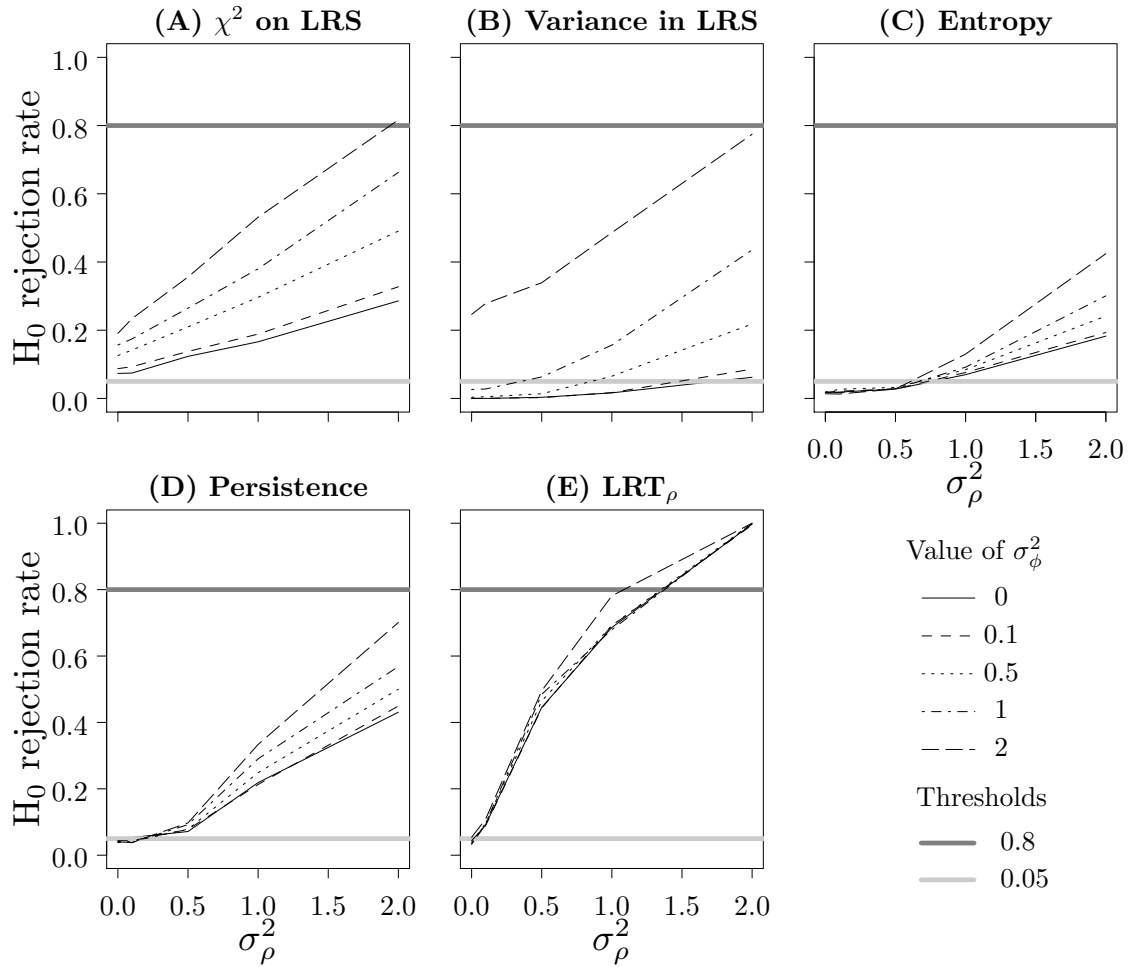 (A) χ² on LRS
(B) Variance in LRS
(C) Entropy
H₀ rejection rate
1.0
0.8
0.6
0.4
0.2
0.0
0.0 0.5 1.0 1.5 2.0
σ²ρ
(D) Persistence
(E) LRTρ
H₀ rejection rate
1.0
0.8
0.6
0.4
0.2
0.0
0.0 0.5 1.0 1.5 2.0
σ²ρ
0.0 0.5 1.0 1.5 2.0
σ²ρ
Value of σ²ϕ
0
0.1
0.5
1
2
Thresholds
0.8
0.05